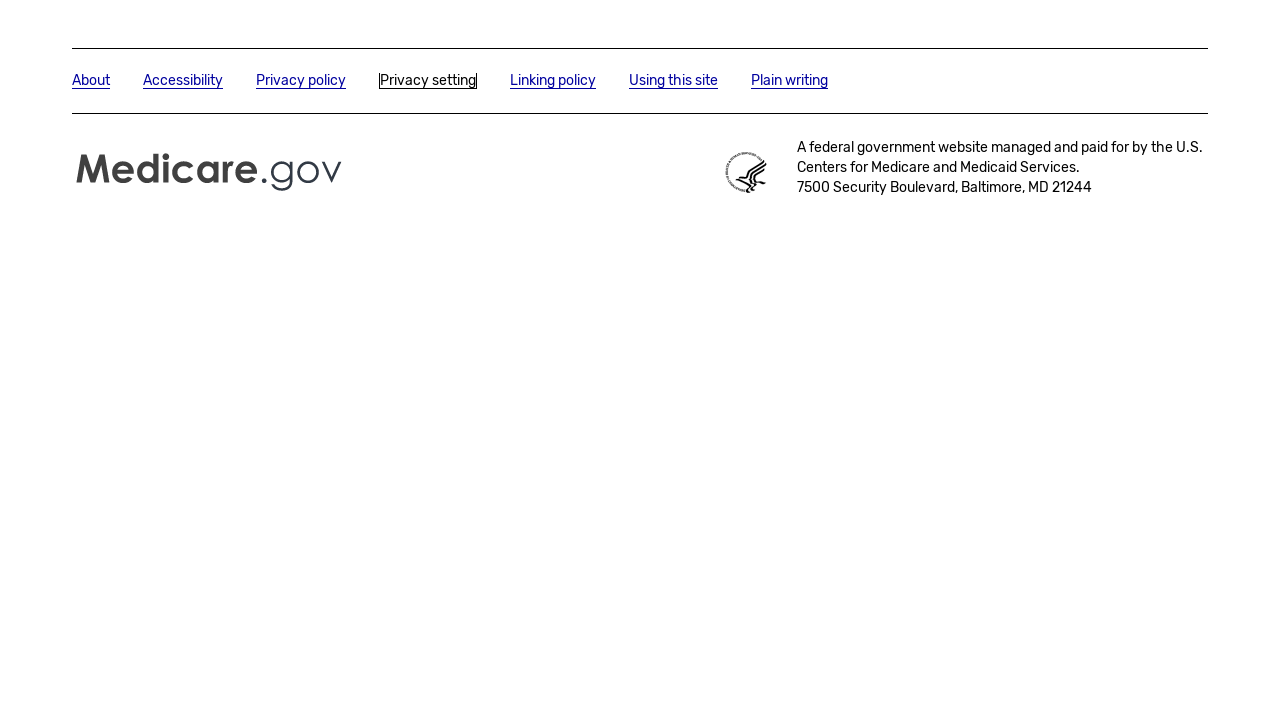 About Accessibility Privacy policy Privacy setting Linking policy Using this site Plain writing
Medicare.gov
A federal government website managed and paid for by the U.S.
Centers for Medicare and Medicaid Services.
7500 Security Boulevard, Baltimore, MD 21244